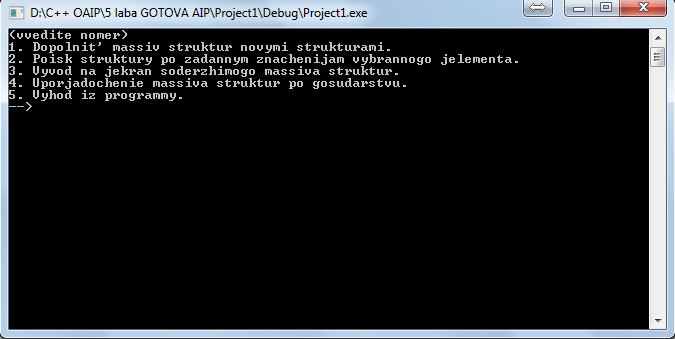 D:\C++ OAIP\5 laba GOTOVA AIP\Project1\Debug\Project1.exe
(vvedite nomer)
1. Dopolnit' massiv struktur novymi strukturami.
2. Poisk struktury po zadannym znachenijam vybrannogo jelementa.
3. Vyvod na jekran soderzhimogo massiva struktur.
4. Uporjadochenie massiva struktur po gosudarstvu.
5. Vyhod iz programmy.
-->